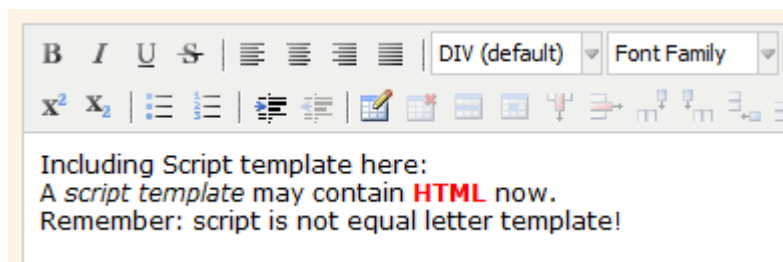 B I U S DIV (default) Font Family
X² X₂
Including Script template here:
A script template may contain HTML now.
Remember: script is not equal letter template!